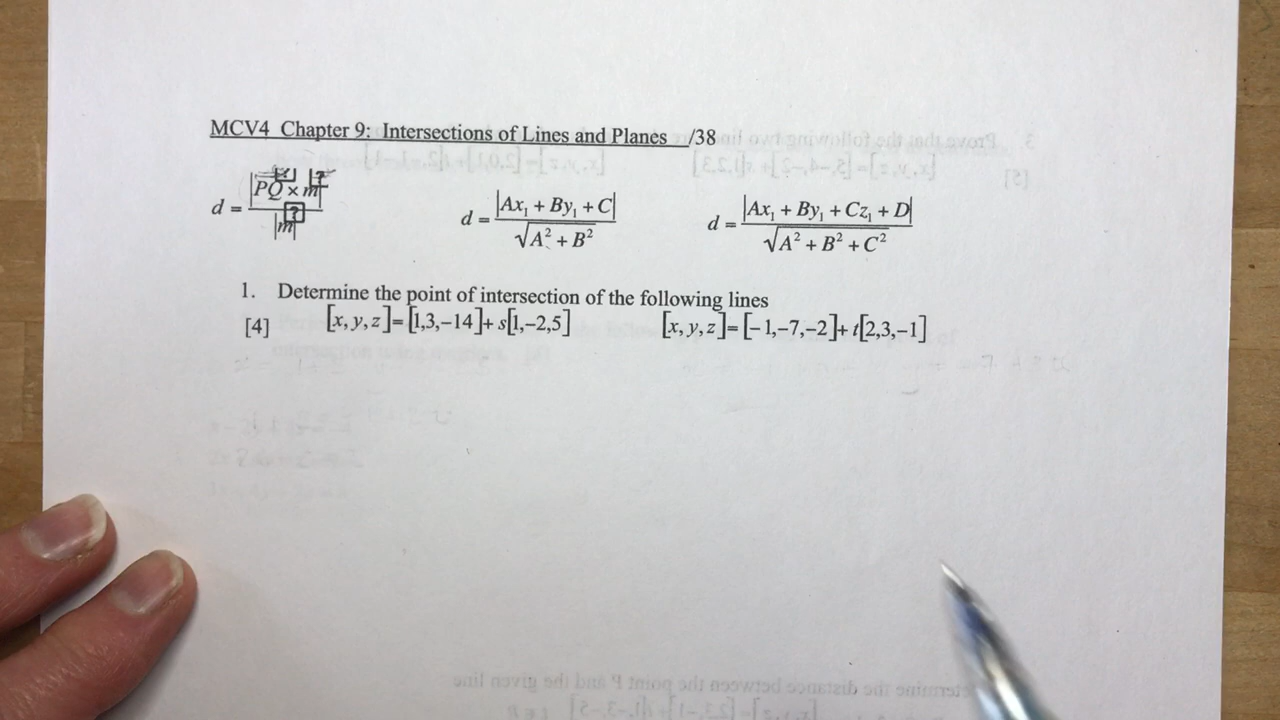 MCV4 Chapter 9: Intersections of Lines and Planes /38
d = |PQ × m| / |m| d = |Ax₁ + By₁ + C| / √A² + B² d = |Ax₁ + By₁ + Cz₁ + D| / √A² + B² + C²
1. Determine the point of intersection of the following lines
[4] [x, y, z]=[1,3,−14]+ s[1,−2,5] [x, y, z]=[−1,−7,−2]+ t[2,3,−1]